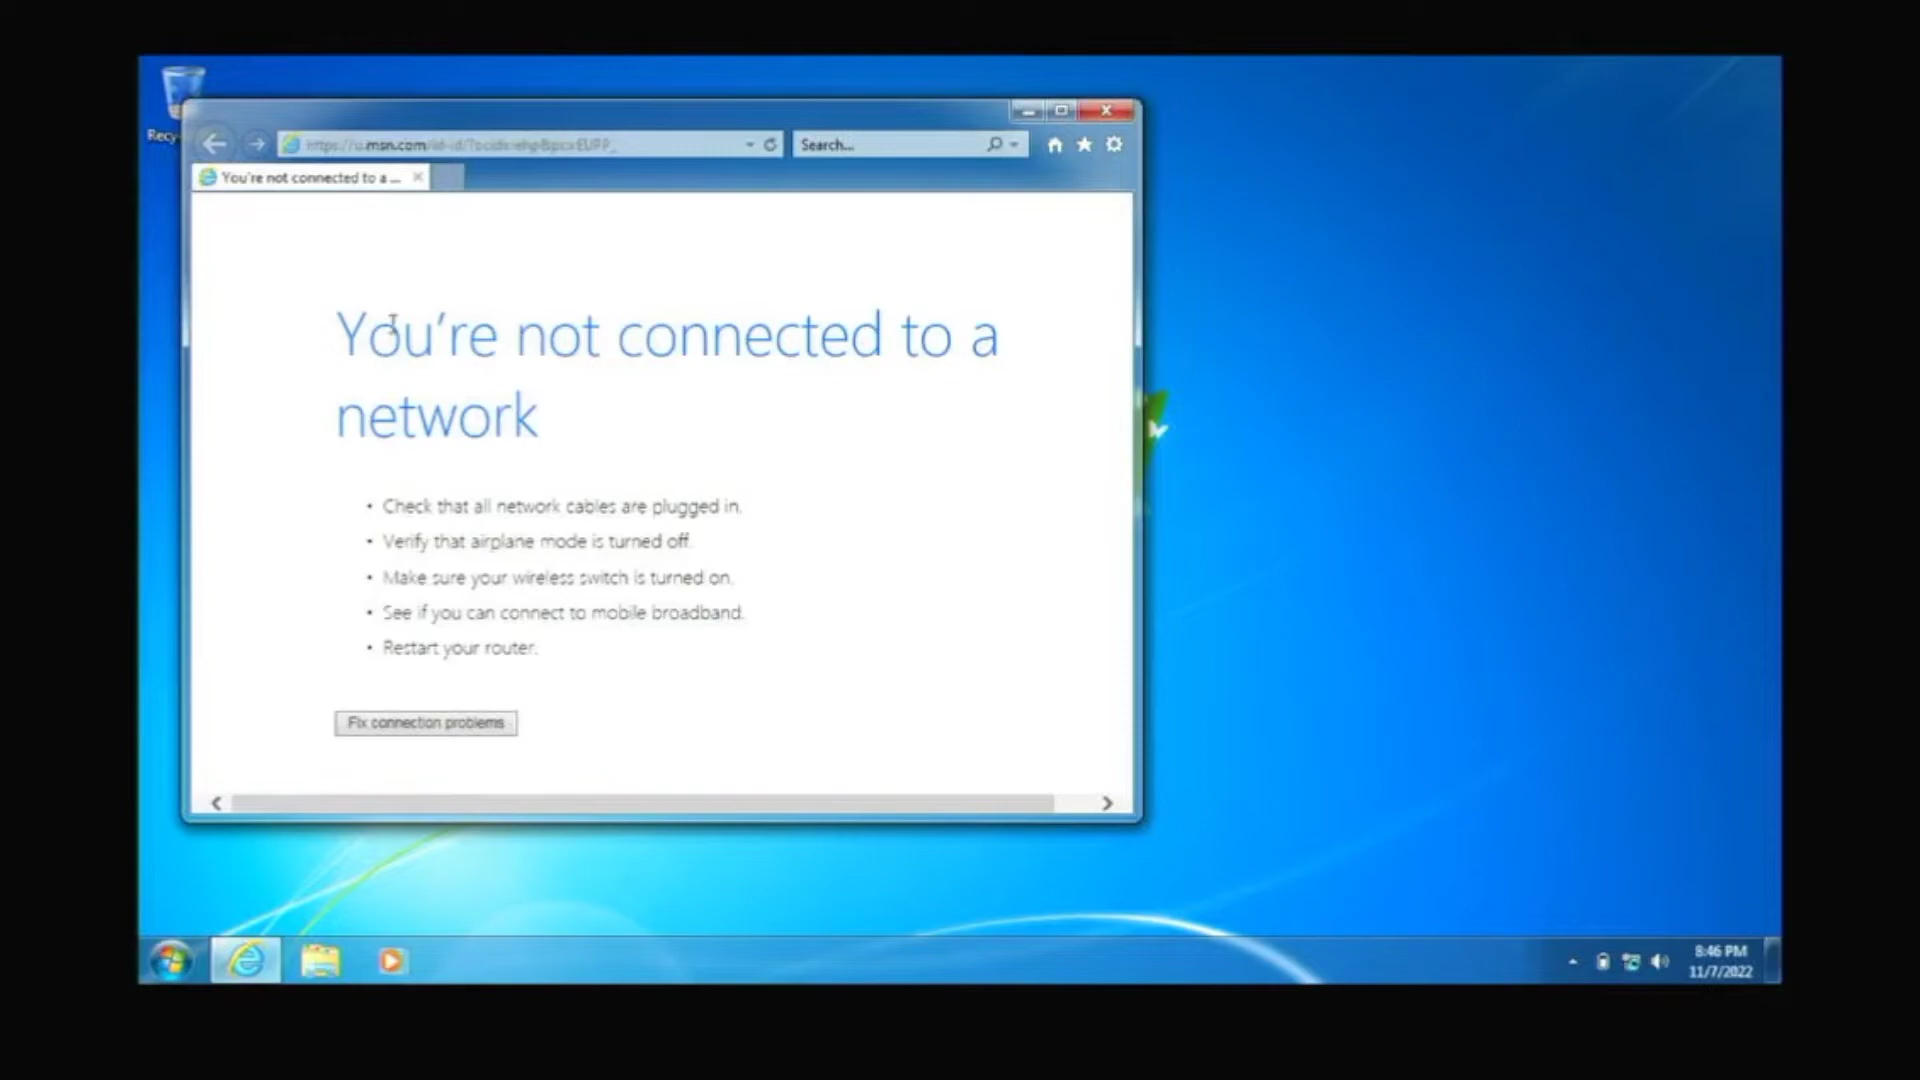 Recy
msn.com
Search...
You're not connected to a ...
You're not connected to a
network
• Check that all network cables are plugged in.
• Verify that airplane mode is turned off.
• Make sure your wireless switch is turned on.
• See if you can connect to mobile broadband.
• Restart your router.
Fix connection problems
8:46 PM
11/7/2022